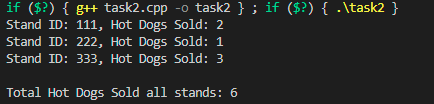 if ($?) { g++ task2.cpp -o task2 } ; if ($?) { .\task2 }
Stand ID: 111, Hot Dogs Sold: 2
Stand ID: 222, Hot Dogs Sold: 1
Stand ID: 333, Hot Dogs Sold: 3
Total Hot Dogs Sold all stands: 6